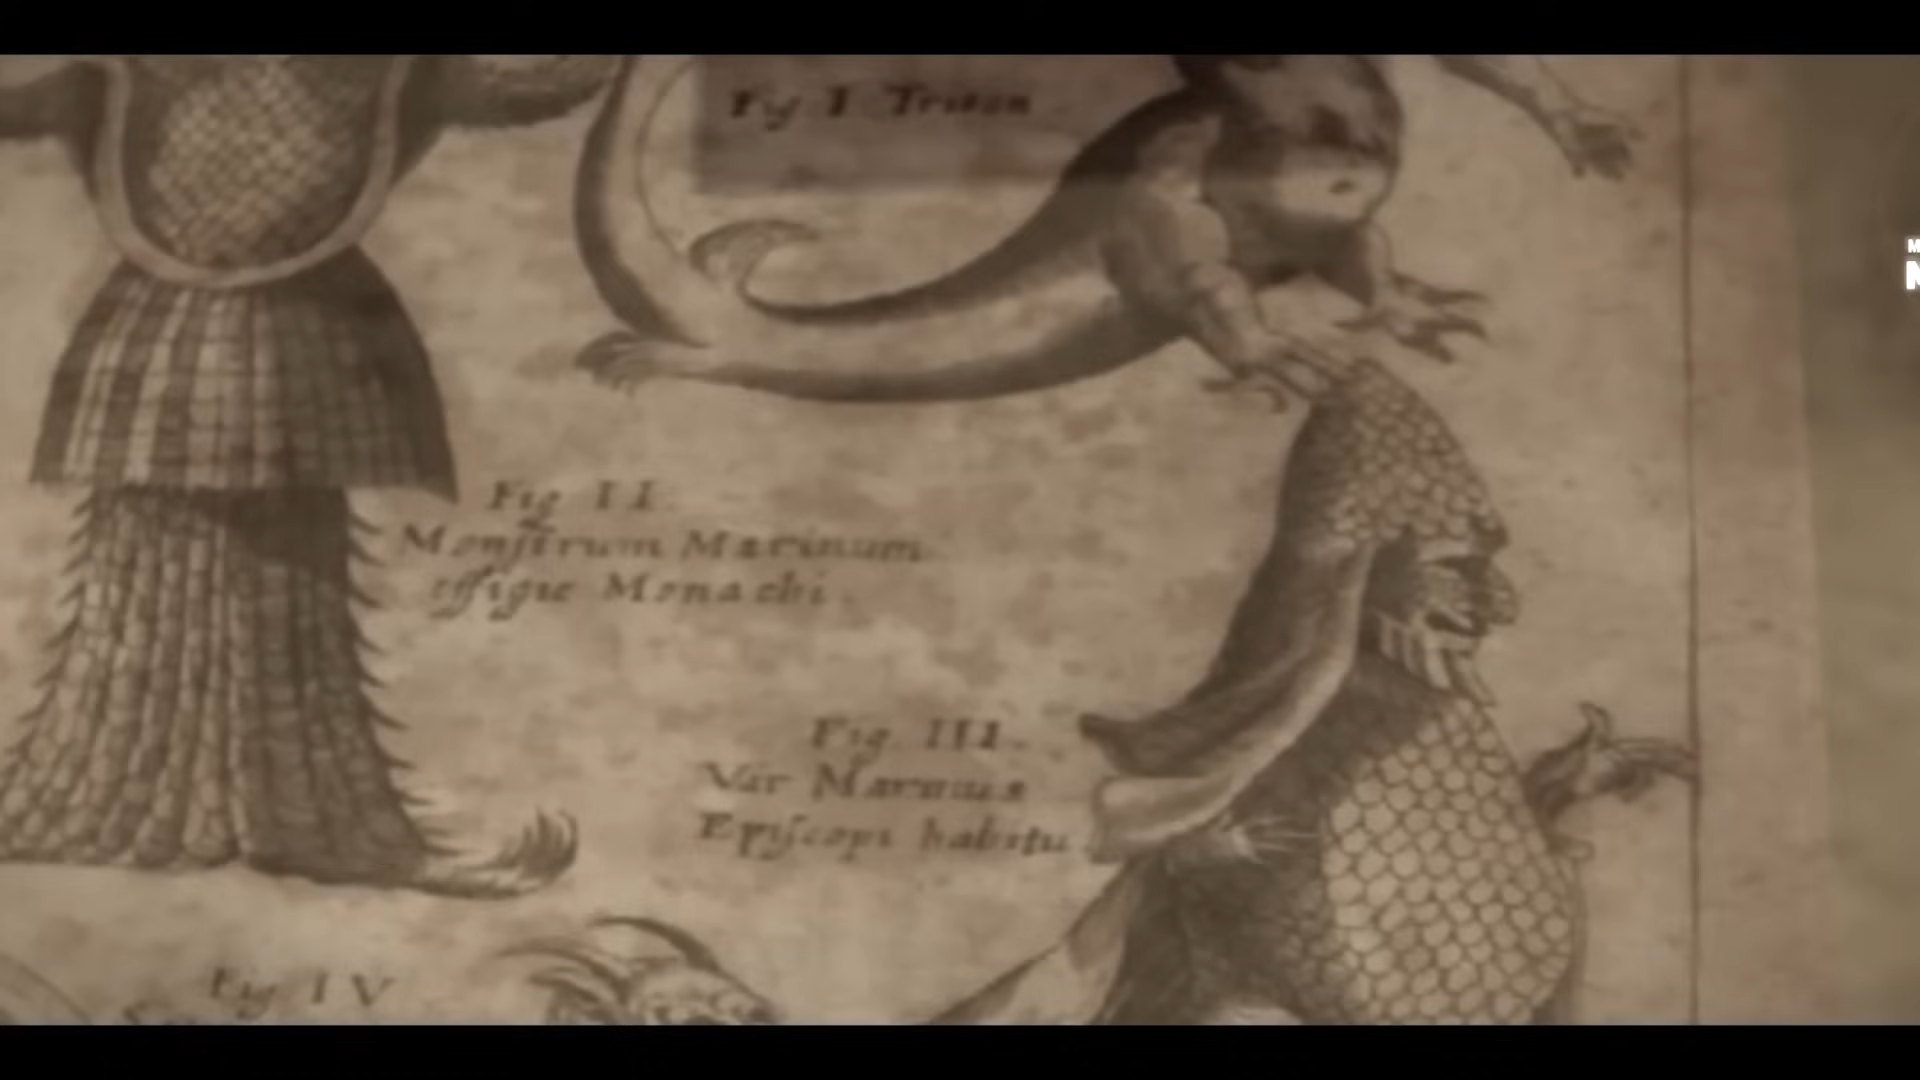 Fig I Triton
Fig II.
Monſtrum Marinum
effigie Monachi.
Fig. III.
Vir Marinus
Epiſcopi habitu.
Fig IV
M
N